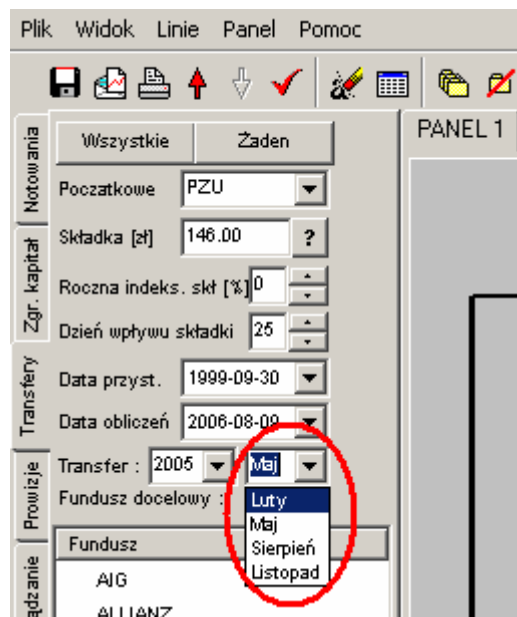 Plik Widok Linie Panel Pomoc
PANEL 1
Notowania
Zgr. kapitał
Transfery
Prowizje
Wszystkie Żaden
Początkowe PZU
Składka [zł] 146.00 ?
Roczna indeks. skł [%] 0
Dzień wpływu składki 25
Data przyst. 1999-09-30
Data obliczeń 2006-08-09
Transfer : 2005 Maj
Fundusz docelowy :
Luty
Maj
Sierpień
Listopad
Fundusz
AIG
ALLIANZ